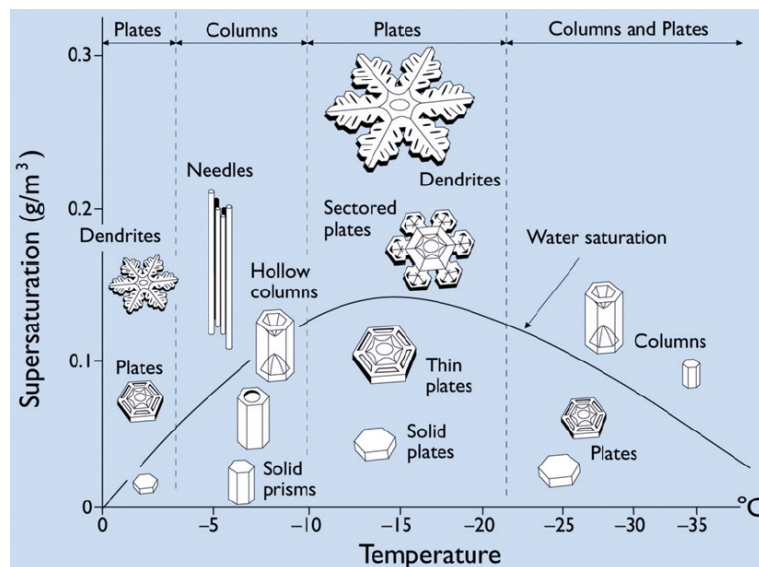 Plates
Columns
Plates
Columns and Plates
0.3
0.2
0.1
0
Supersaturation (g/m³)
Needles
Dendrites
Dendrites
Sectored
plates
Water saturation
Hollow
columns
Columns
Plates
Thin
plates
Solid
plates
Plates
Solid
prisms
0
–5
–10
–15
–20
–25
–30
–35
°C
Temperature